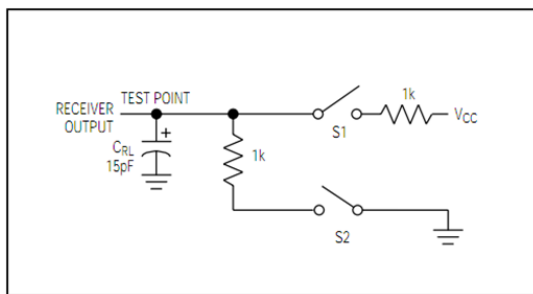 TEST POINT
RECEIVER
OUTPUT
+
CRL
15pF
1k
S1
1k
VCC
S2